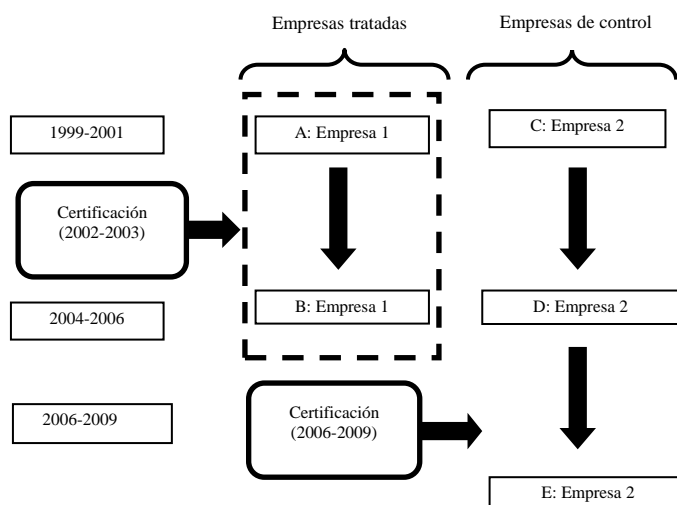 Empresas tratadas
Empresas de control
1999-2001
A: Empresa 1
C: Empresa 2
Certificación
(2002-2003)
B: Empresa 1
D: Empresa 2
2004-2006
2006-2009
Certificación
(2006-2009)
E: Empresa 2